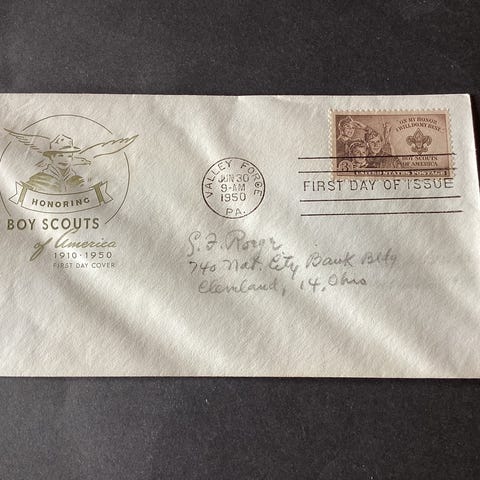 HONORING
BOY SCOUTS
of America
1910 · 1950
FIRST DAY COVER
VALLEY FORGE
JUN 30
9-AM
1950
PA.
ON MY HONOR
I WILL DO MY BEST
3¢
BOY SCOUTS
OF AMERICA
UNITED STATES POSTAGE
FIRST DAY OF ISSUE
740 Nat. City Bank Bldg
Cleveland, 14, Ohio